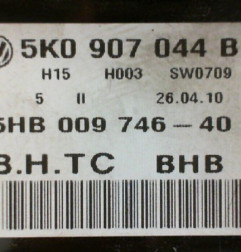 5K0 907 044 B
H15 H003 SW0709
5 II 26.04.10
5HB 009 746-40
B.H.TC BHB